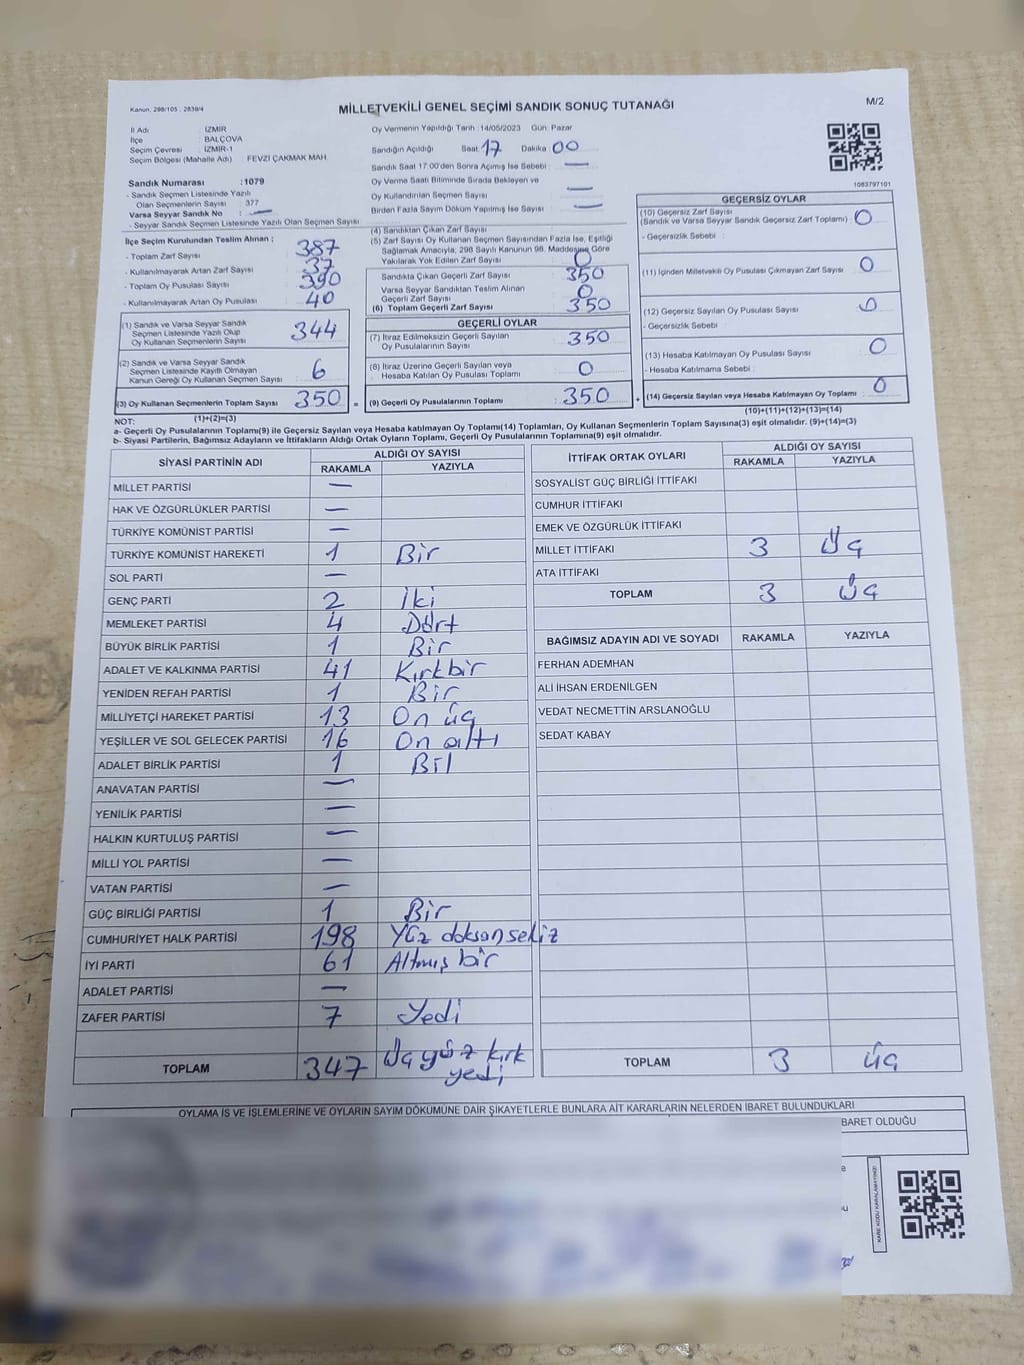 Kanun, 298/105 , 2839/4
MİLLETVEKİLİ GENEL SEÇİMİ SANDIK SONUÇ TUTANAĞI
M/2
İl Adı : İZMİR
İlçe : BALÇOVA
Seçim Çevresi : İZMİR-1
Seçim Bölgesi (Mahalle Adı) : FEVZİ ÇAKMAK MAH.
Sandık Numarası : 1079
- Sandık Seçmen Listesinde Yazılı
Olan Seçmenlerin Sayısı : 377
Varsa Seyyar Sandık No : —
- Seyyar Sandık Seçmen Listesinde Yazılı Olan Seçmen Sayısı
Oy Vermenin Yapıldığı Tarih : 14/05/2023 Gün: Pazar
Sandığın Açıldığı Saat: 17 Dakika 00
Sandık Saat 17:00'den Sonra Açılmış İse Sebebi : —
Oy Verme Saati Bitiminde Sırada Bekleyen ve
Oy Kullandırılan Seçmen Sayısı : —
Birden Fazla Sayım Döküm Yapılmış İse Sayısı : —
1083797101
İlçe Seçim Kurulundan Teslim Alınan ;
- Toplam Zarf Sayısı : 387
- Kullanılmayarak Artan Zarf Sayısı : 37
- Toplam Oy Pusulası Sayısı : 390
- Kullanılmayarak Artan Oy Pusulası : 40
(1) Sandık ve Varsa Seyyar Sandık
Seçmen Listesinde Yazılı Olup
Oy Kullanan Seçmenlerin Sayısı : 344
(2) Sandık ve Varsa Seyyar Sandık
Seçmen Listesinde Kayıtlı Olmayan
Kanun Gereği Oy Kullanan Seçmen Sayısı : 6
(3) Oy Kullanan Seçmenlerin Toplam Sayısı : 350
(1)+(2)=(3)
(4) Sandıktan Çıkan Zarf Sayısı
(5) Zarf Sayısı Oy Kullanan Seçmen Sayısından Fazla İse, Eşitliği
Sağlamak Amacıyla; 298 Sayılı Kanunun 98. Maddesine Göre
Yakılarak Yok Edilen Zarf Sayısı : 0
Sandıkta Çıkan Geçerli Zarf Sayısı : 350
Varsa Seyyar Sandıktan Teslim Alınan
Geçerli Zarf Sayısı : 0
(6) Toplam Geçerli Zarf Sayısı : 350
GEÇERLİ OYLAR
(7) İtiraz Edilmeksizin Geçerli Sayılan
Oy Pusulalarının Sayısı : 350
(8) İtiraz Üzerine Geçerli Sayılan veya
Hesaba Katılan Oy Pusulası Toplamı : 0
(9) Geçerli Oy Pusulalarının Toplamı : 350
GEÇERSİZ OYLAR
(10) Geçersiz Zarf Sayısı
(Sandık ve Varsa Seyyar Sandık Geçersiz Zarf Toplamı) : 0
- Geçersizlik Sebebi :
(11) İçinden Milletvekili Oy Pusulası Çıkmayan Zarf Sayısı : 0
(12) Geçersiz Sayılan Oy Pusulası Sayısı : 0
- Geçersizlik Sebebi
(13) Hesaba Katılmayan Oy Pusulası Sayısı : 0
- Hesaba Katılmama Sebebi :
(14) Geçersiz Sayılan veya Hesaba Katılmayan Oy Toplamı : 0
(10)+(11)+(12)+(13)=(14)
NOT:
a- Geçerli Oy Pusulalarının Toplamı(9) ile Geçersiz Sayılan veya Hesaba katılmayan Oy Toplamı(14) Toplamları, Oy Kullanan Seçmenlerin Toplam Sayısına(3) eşit olmalıdır. (9)+(14)=(3)
b- Siyasi Partilerin, Bağımsız Adayların ve İttifakların Aldığı Ortak Oyların Toplamı, Geçerli Oy Pusulalarının Toplamına(9) eşit olmalıdır.
SİYASİ PARTİNİN ADI ALDIĞI OY SAYISI
RAKAMLA YAZIYLA
MİLLET PARTİSİ —
HAK VE ÖZGÜRLÜKLER PARTİSİ —
TÜRKİYE KOMÜNİST PARTİSİ —
TÜRKİYE KOMÜNİST HAREKETİ 1 Bir
SOL PARTİ —
GENÇ PARTİ 2 İki
MEMLEKET PARTİSİ 4 Dört
BÜYÜK BİRLİK PARTİSİ 1 Bir
ADALET VE KALKINMA PARTİSİ 41 Kırkbir
YENİDEN REFAH PARTİSİ 1 Bir
MİLLİYETÇİ HAREKET PARTİSİ 13 On üç
YEŞİLLER VE SOL GELECEK PARTİSİ 16 On altı
ADALET BİRLİK PARTİSİ 1 Bir
ANAVATAN PARTİSİ —
YENİLİK PARTİSİ —
HALKIN KURTULUŞ PARTİSİ —
MİLLİ YOL PARTİSİ —
VATAN PARTİSİ —
GÜÇ BİRLİĞİ PARTİSİ 1 Bir
CUMHURİYET HALK PARTİSİ 198 Yüz doksan sekiz
İYİ PARTİ 61 Altmış bir
ADALET PARTİSİ —
ZAFER PARTİSİ 7 Yedi
TOPLAM 347 Üç yüz kırk
yedi
İTTİFAK ORTAK OYLARI ALDIĞI OY SAYISI
RAKAMLA YAZIYLA
SOSYALİST GÜÇ BİRLİĞİ İTTİFAKI
CUMHUR İTTİFAKI
EMEK VE ÖZGÜRLÜK İTTİFAKI
MİLLET İTTİFAKI 3 Üç
ATA İTTİFAKI
TOPLAM 3 Üç
BAĞIMSIZ ADAYIN ADI VE SOYADI RAKAMLA YAZIYLA
FERHAN ADEMHAN
ALİ İHSAN ERDENİLGEN
VEDAT NECMETTİN ARSLANOĞLU
SEDAT KABAY
TOPLAM 3 üç
OYLAMA İŞ VE İŞLEMLERİNE VE OYLARIN SAYIM DÖKÜMÜNE DAİR ŞİKAYETLERLE BUNLARA AİT KARARLARIN NELERDEN İBARET BULUNDUKLARI
BARET OLDUĞU
KARE KODU KARALAMAYINIZ!